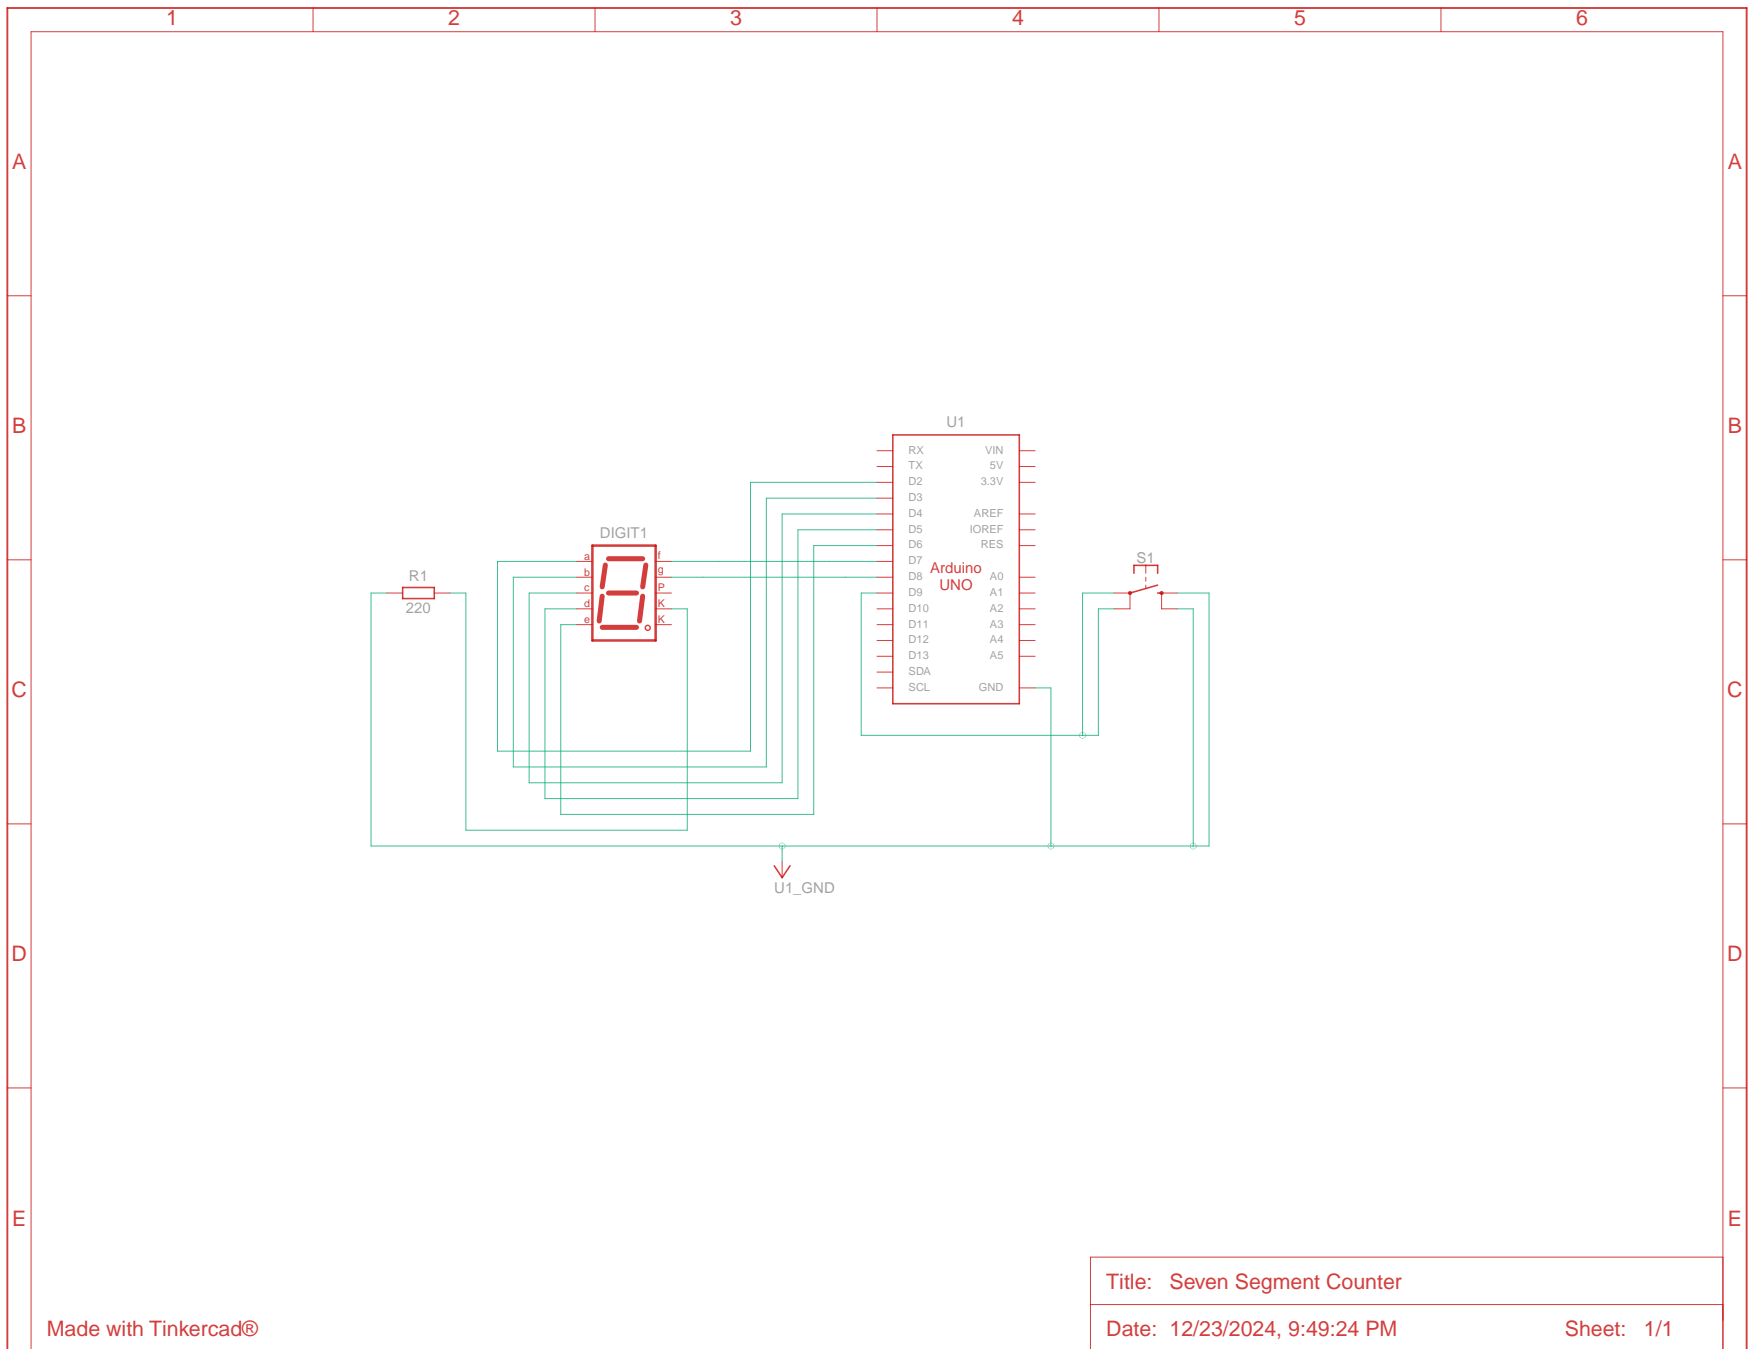 1 2 3 4 5 6
A A
B B
C C
D D
E E
U1
RX VIN
TX 5V
D2 3.3V
D3
D4 AREF
D5 IOREF
D6 RES
D7
D8 A0
D9 A1
D10 A2
D11 A3
D12 A4
D13 A5
SDA
SCL GND
Arduino
UNO
DIGIT1
a f
b g
c P
d K
e K
R1
220
S1
U1_GND
Title: Seven Segment Counter
Date: 12/23/2024, 9:49:24 PM Sheet: 1/1
Made with Tinkercad®